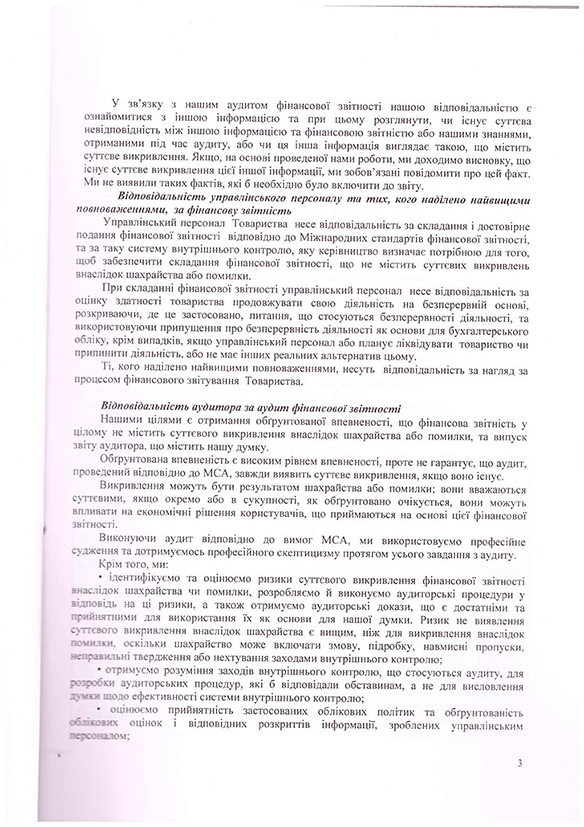 У зв’язку з нашим аудитом фінансової звітності нашою відповідальністю є
ознайомитися з іншою інформацією та при цьому розглянути, чи існує суттєва
невідповідність між іншою інформацією та фінансовою звітністю або нашими знаннями,
отриманими під час аудиту, або чи ця інша інформація виглядає такою, що містить
суттєве викривлення. Якщо, на основі проведеної нами роботи, ми доходимо висновку, що
існує суттєве викривлення цієї іншої інформації, ми зобов’язані повідомити про цей факт.
Ми не виявили таких фактів, які б необхідно було включити до звіту.
Відповідальність управлінського персоналу та тих, кого наділено найвищими
повноваженнями, за фінансову звітність
Управлінський персонал Товариства несе відповідальність за складання і достовірне
подання фінансової звітності відповідно до Міжнародних стандартів фінансової звітності,
та за таку систему внутрішнього контролю, яку керівництво визначає потрібною для того,
щоб забезпечити складання фінансової звітності, що не містить суттєвих викривлень
внаслідок шахрайства або помилки.
При складанні фінансової звітності управлінський персонал несе відповідальність за
оцінку здатності товариства продовжувати свою діяльність на безперервній основі,
розкриваючи, де це застосовано, питання, що стосуються безперервності діяльності, та
використовуючи припущення про безперервність діяльності як основи для бухгалтерського
обліку, крім випадків, якщо управлінський персонал або планує ліквідувати товариство чи
припинити діяльність, або не має інших реальних альтернатив цьому.
Ті, кого наділено найвищими повноваженнями, несуть відповідальність за нагляд за
процесом фінансового звітування Товариства.
Відповідальність аудитора за аудит фінансової звітності
Нашими цілями є отримання обґрунтованої впевненості, що фінансова звітність у
цілому не містить суттєвого викривлення внаслідок шахрайства або помилки, та випуск
звіту аудитора, що містить нашу думку.
Обґрунтована впевненість є високим рівнем впевненості, проте не гарантує, що аудит,
проведений відповідно до МСА, завжди виявить суттєве викривлення, якщо воно існує.
Викривлення можуть бути результатом шахрайства або помилки; вони вважаються
суттєвими, якщо окремо або в сукупності, як обґрунтовано очікується, вони можуть
впливати на економічні рішення користувачів, що приймаються на основі цієї фінансової
звітності.
Виконуючи аудит відповідно до вимог МСА, ми використовуємо професійне
судження та дотримуємось професійного скептицизму протягом усього завдання з аудиту.
Крім того, ми:
• ідентифікуємо та оцінюємо ризики суттєвого викривлення фінансової звітності
внаслідок шахрайства чи помилки, розробляємо й виконуємо аудиторські процедури у
відповідь на ці ризики, а також отримуємо аудиторські докази, що є достатніми та
прийнятними для використання їх як основи для нашої думки. Ризик не виявлення
суттєвого викривлення внаслідок шахрайства є вищим, ніж для викривлення внаслідок
помилки, оскільки шахрайство може включати змову, підробку, навмисні пропуски,
неправильні твердження або нехтування заходами внутрішнього контролю;
• отримуємо розуміння заходів внутрішнього контролю, що стосуються аудиту, для
розробки аудиторських процедур, які б відповідали обставинам, а не для висловлення
думки щодо ефективності системи внутрішнього контролю;
• оцінюємо прийнятність застосованих облікових політик та обґрунтованість
облікових оцінок і відповідних розкриттів інформації, зроблених управлінським
персоналом;
3